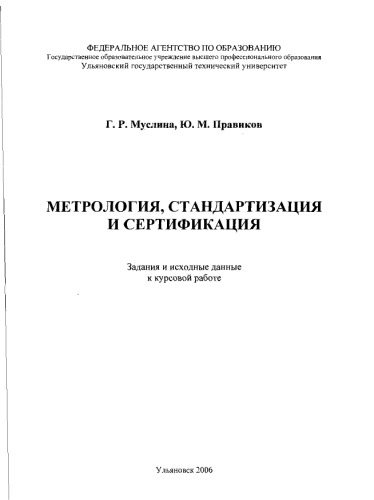 ФЕДЕРАЛЬНОЕ АГЕНТСТВО ПО ОБРАЗОВАНИЮ
Государственное образовательное учреждение высшего профессионального образования
Ульяновский государственный технический университет
Г. Р. Муслина, Ю. М. Правиков
МЕТРОЛОГИЯ, СТАНДАРТИЗАЦИЯ
И СЕРТИФИКАЦИЯ
Задания и исходные данные
к курсовой работе
Ульяновск 2006